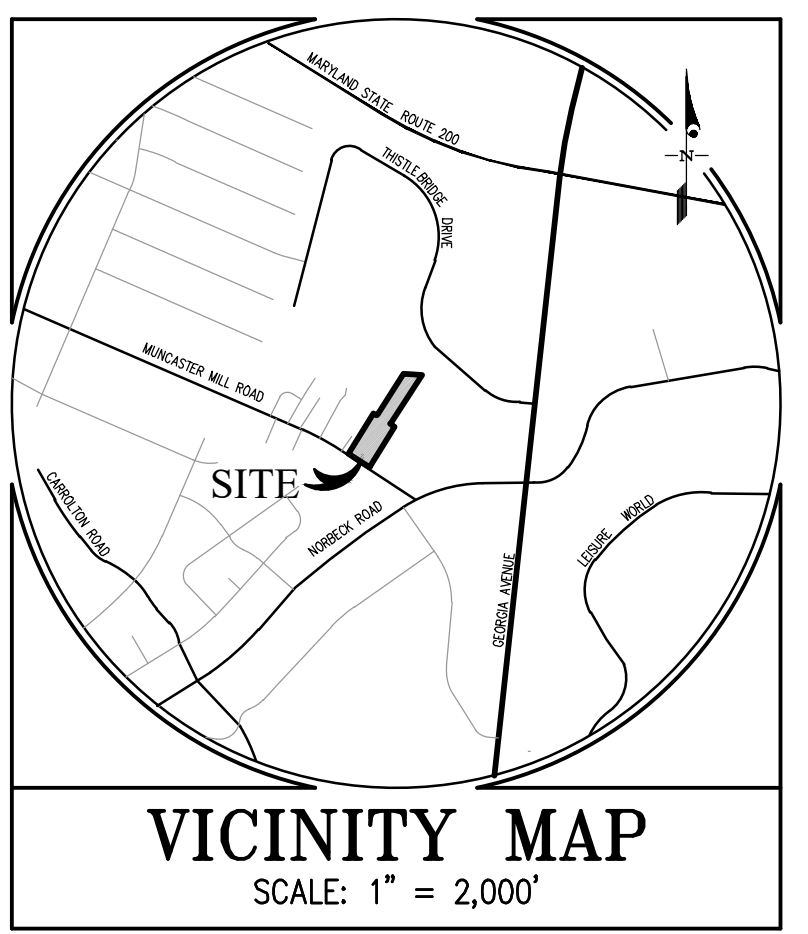 MARYLAND STATE ROUTE 200
THISTLEBRIDGE DRIVE
N
MUNCASTER MILL ROAD
SITE
CARROLTON ROAD
NORBECK ROAD
LEISURE WORLD
GEORGIA AVENUE
VICINITY MAP
SCALE: 1" = 2,000'